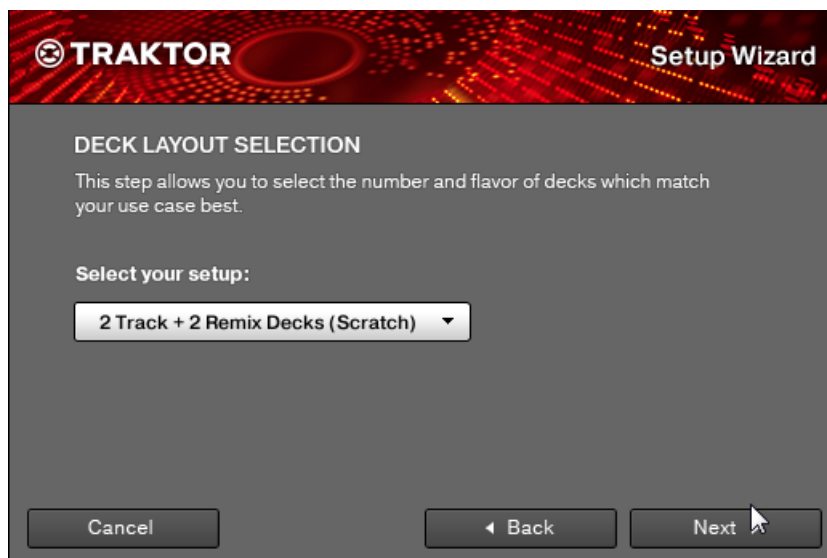 TRAKTOR
Setup Wizard
DECK LAYOUT SELECTION
This step allows you to select the number and flavor of decks which match
your use case best.
Select your setup:
2 Track + 2 Remix Decks (Scratch)
Cancel
Back
Next